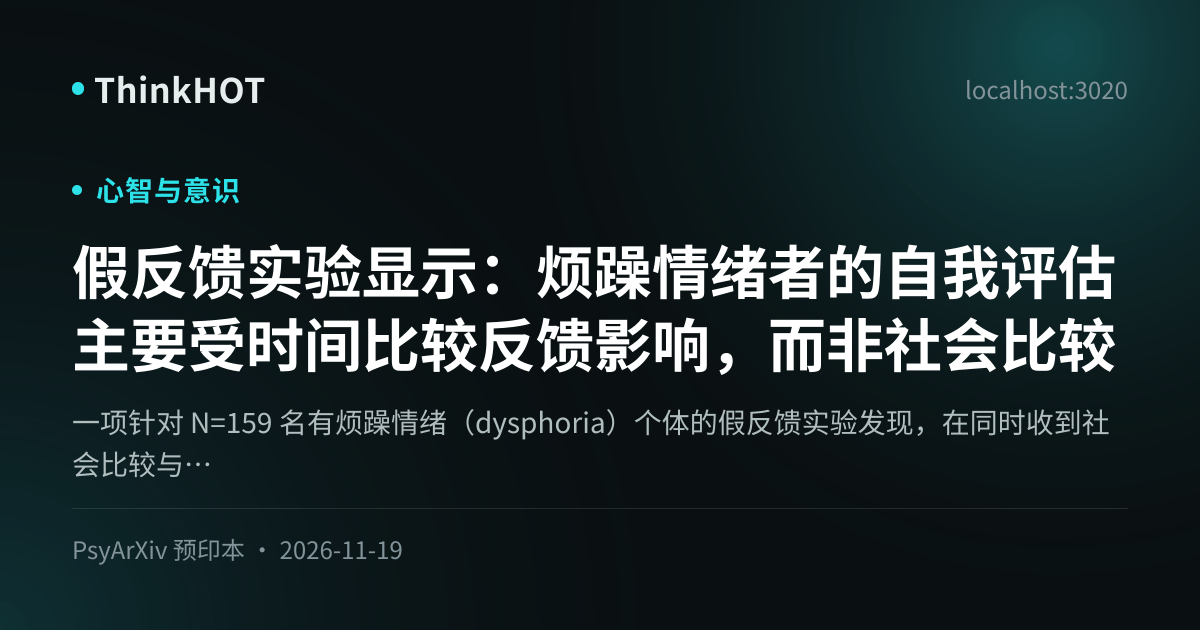 ThinkHOT
localhost:3020
心智与意识
假反馈实验显示：烦躁情绪者的自我评估
主要受时间比较反馈影响，而非社会比较
一项针对 N=159 名有烦躁情绪（dysphoria）个体的假反馈实验发现，在同时收到社
会比较与…
PsyArXiv 预印本 · 2026-11-19